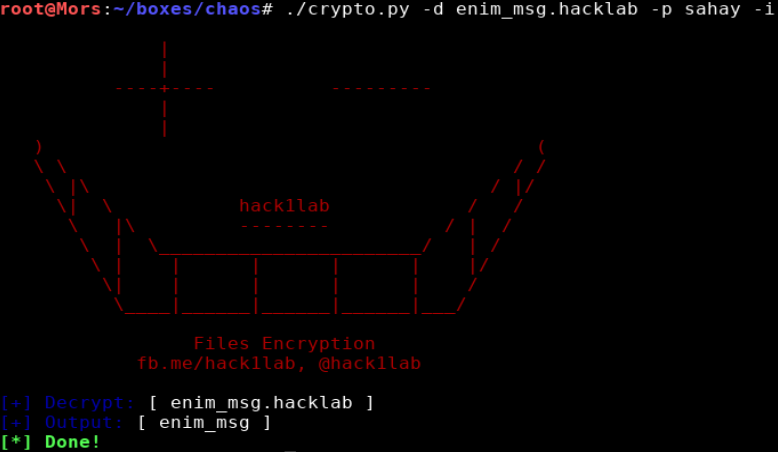 root@Mors:~/boxes/chaos# ./crypto.py -d enim_msg.hacklab -p sahay -i
hack1lab
Files Encryption
fb.me/hack1lab, @hack1lab
[+] Decrypt: [ enim_msg.hacklab ]
[+] Output: [ enim_msg ]
[*] Done!